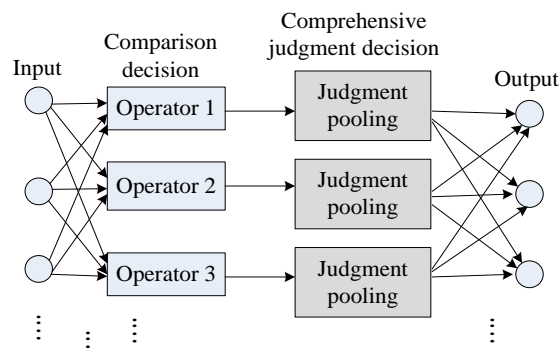 Comprehensive
judgment decision
Comparison
decision
Input
Output
Operator 1
Judgment
pooling
Operator 2
Judgment
pooling
Operator 3
Judgment
pooling